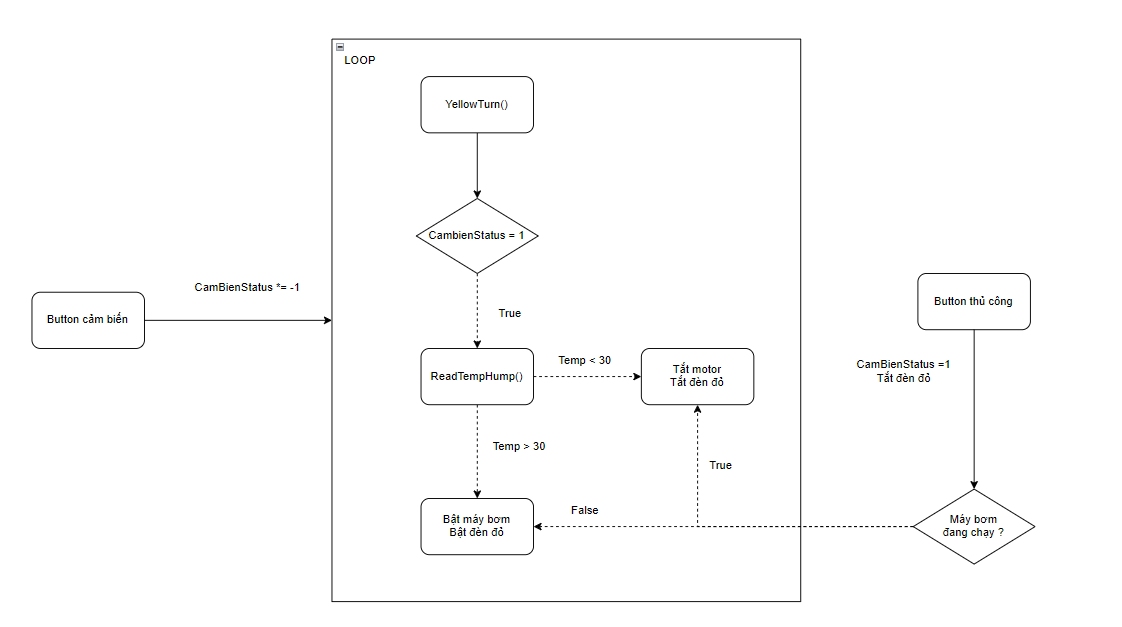 LOOP
YellowTurn()
CambienStatus = 1
CamBienStatus *= -1
Button cảm biến
True
Button thủ công
CamBienStatus =1
Tắt đèn đỏ
ReadTempHump()
Temp < 30
Tắt motor
Tắt đèn đỏ
Temp > 30
True
False
Bật máy bơm
Bật đèn đỏ
Máy bơm
đang chạy ?